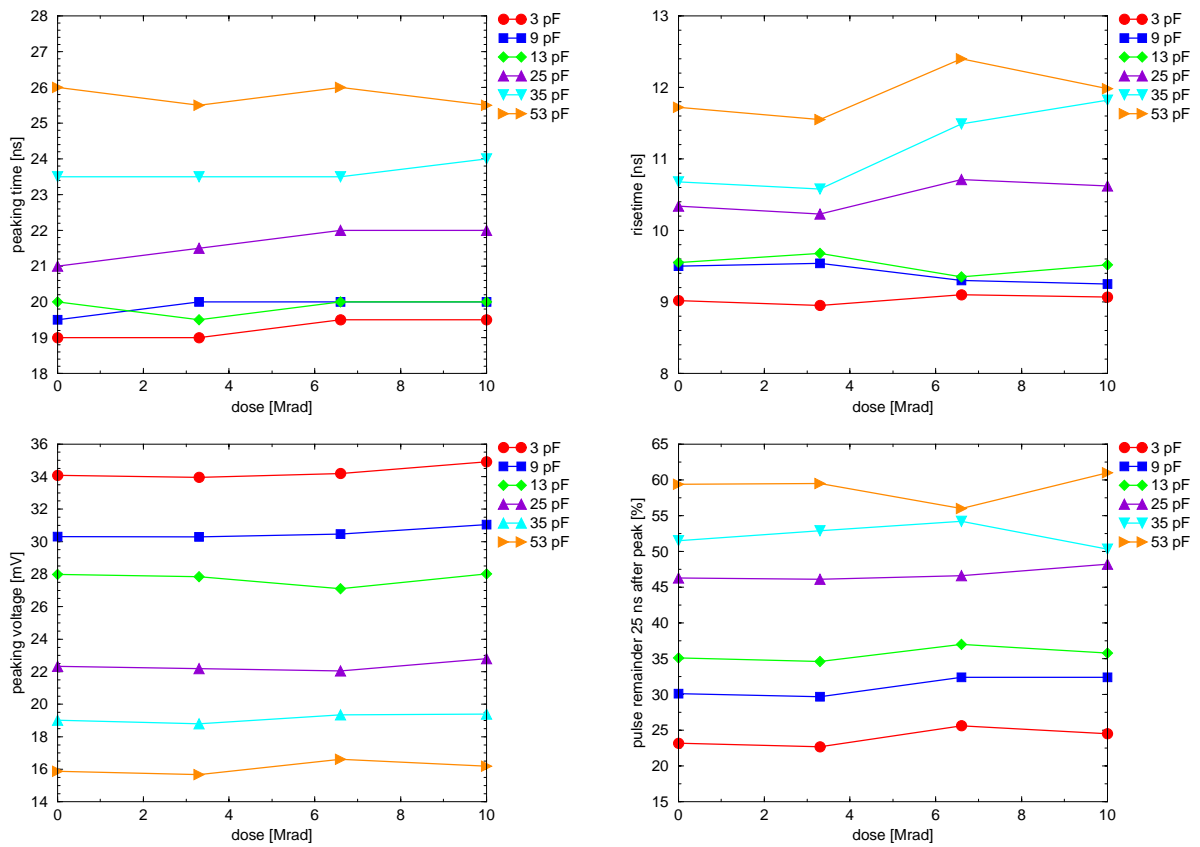 28
27
26
25
24
23
22
21
20
19
18
0
2
4
6
8
10
peaking time [ns]
dose [Mrad]
3 pF
9 pF
13 pF
25 pF
35 pF
53 pF
13
12
11
10
9
8
0
2
4
6
8
10
risetime [ns]
dose [Mrad]
3 pF
9 pF
13 pF
25 pF
35 pF
53 pF
36
34
32
30
28
26
24
22
20
18
16
14
0
2
4
6
8
10
peaking voltage [mV]
dose [Mrad]
3 pF
9 pF
13 pF
25 pF
35 pF
53 pF
65
60
55
50
45
40
35
30
25
20
15
0
2
4
6
8
10
pulse remainder 25 ns after peak [%]
dose [Mrad]
3 pF
9 pF
13 pF
25 pF
35 pF
53 pF